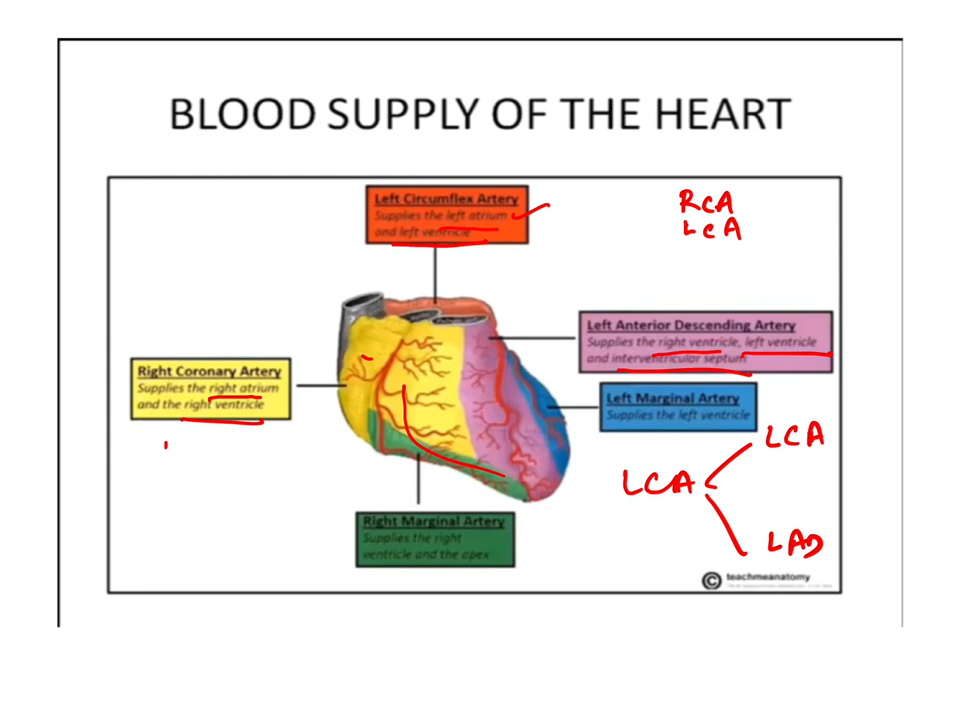 BLOOD SUPPLY OF THE HEART
Left Circumflex Artery
Supplies the left atrium
and left ventricle
RCA
LCA
Left Anterior Descending Artery
Supplies the right ventricle, left ventricle
and interventricular septum
Right Coronary Artery
Supplies the right atrium
and the right ventricle
Left Marginal Artery
Supplies the left ventricle
LCA
LCA
LAD
Right Marginal Artery
Supplies the right
ventricle and the apex
© teachmeanatomy